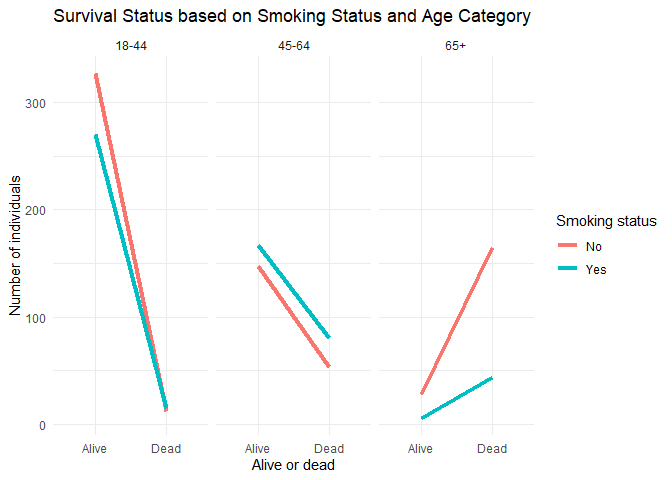 Survival Status based on Smoking Status and Age Category
18-44 45-64 65+
300
200
100
0
Number of individuals
Alive Dead Alive Dead Alive Dead
Alive or dead
Smoking status
No
Yes